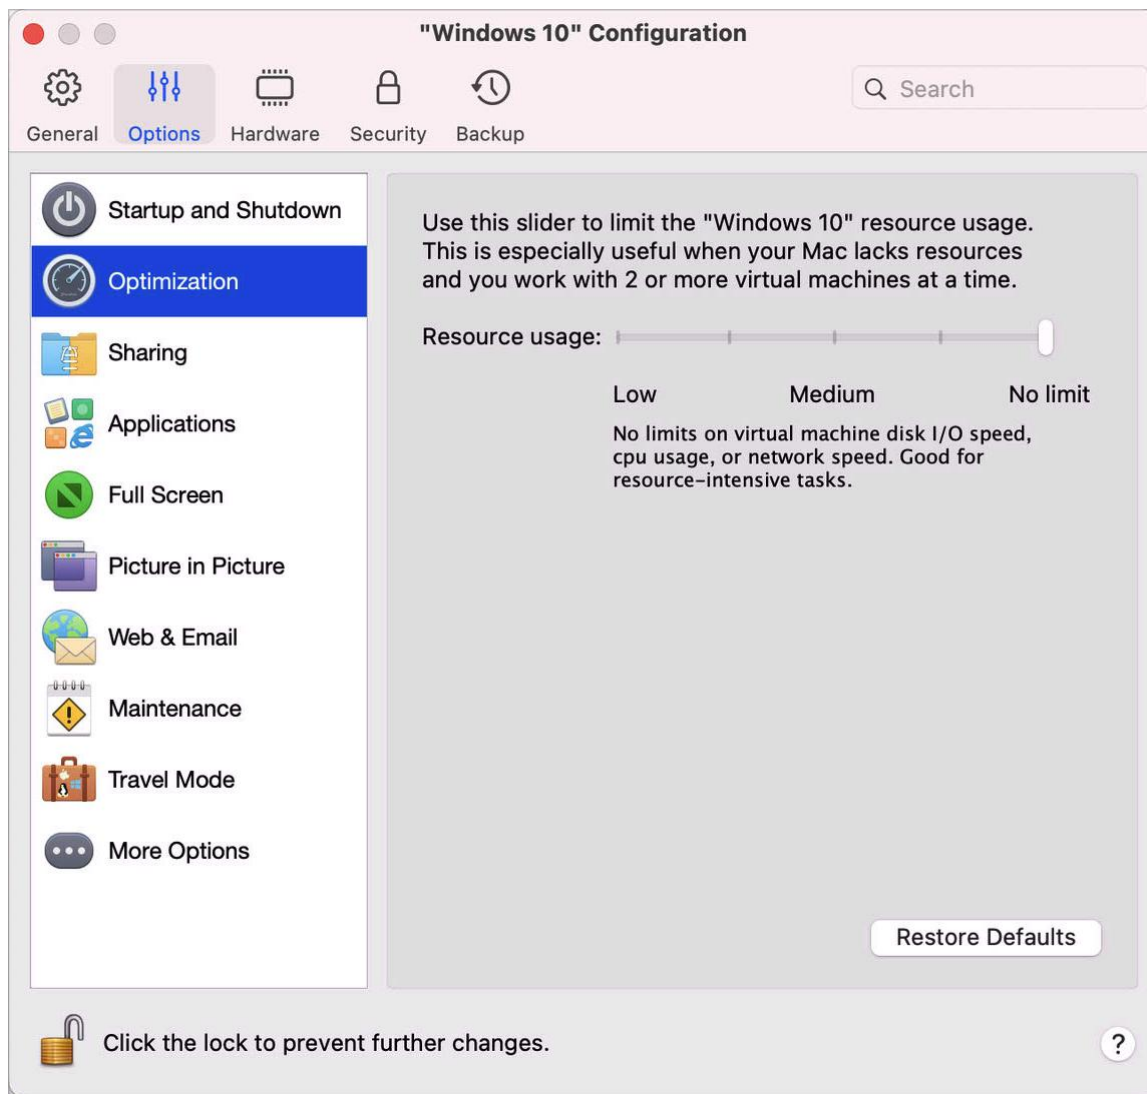 "Windows 10" Configuration
General
Options
Hardware
Security
Backup
Search
Startup and Shutdown
Optimization
Sharing
Applications
Full Screen
Picture in Picture
Web & Email
Maintenance
Travel Mode
More Options
Use this slider to limit the "Windows 10" resource usage.
This is especially useful when your Mac lacks resources
and you work with 2 or more virtual machines at a time.
Resource usage:
Low Medium No limit
No limits on virtual machine disk I/O speed,
cpu usage, or network speed. Good for
resource-intensive tasks.
Restore Defaults
Click the lock to prevent further changes.
?